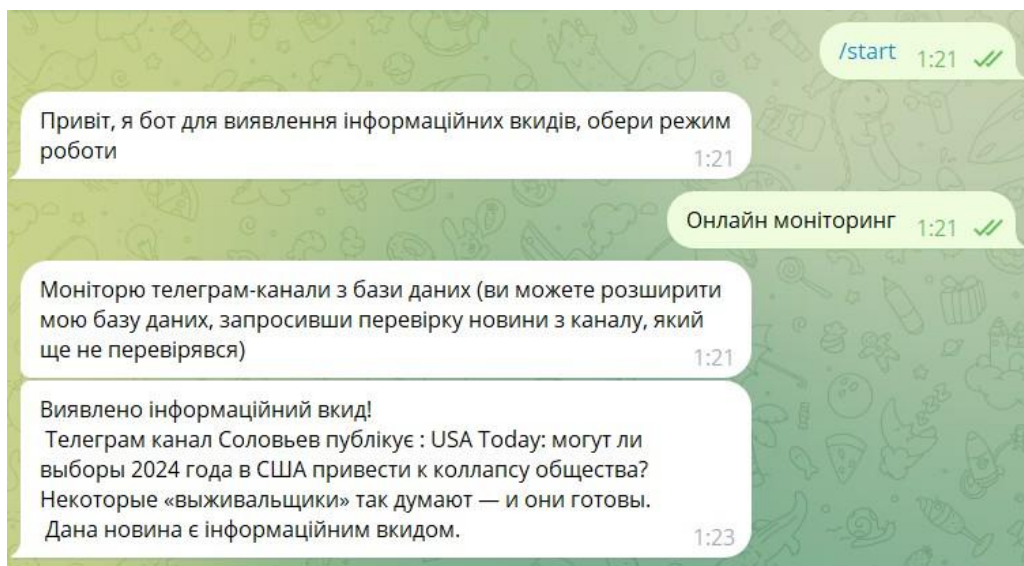 /start 1:21
Привіт, я бот для виявлення інформаційних вкидів, обери режим
роботи
1:21
Онлайн моніторинг 1:21
Моніторю телеграм-канали з бази даних (ви можете розширити
мою базу даних, запросивши перевірку новини з каналу, який
ще не перевірявся)
1:21
Виявлено інформаційний вкид!
Телеграм канал Соловьев публікує : USA Today: могут ли
выборы 2024 года в США привести к коллапсу общества?
Некоторые «выживальщики» так думают — и они готовы.
Дана новина є інформаційним вкидом.
1:23